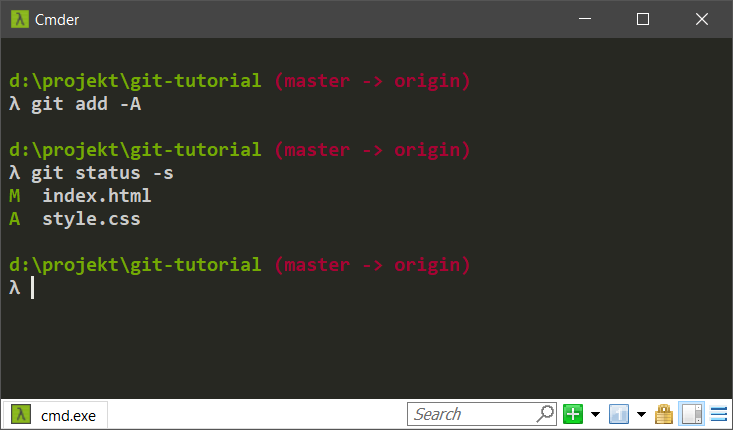 λ Cmder
d:\projekt\git-tutorial (master -> origin)
λ git add -A
d:\projekt\git-tutorial (master -> origin)
λ git status -s
M  index.html
A  style.css
d:\projekt\git-tutorial (master -> origin)
λ
λ cmd.exe
Search